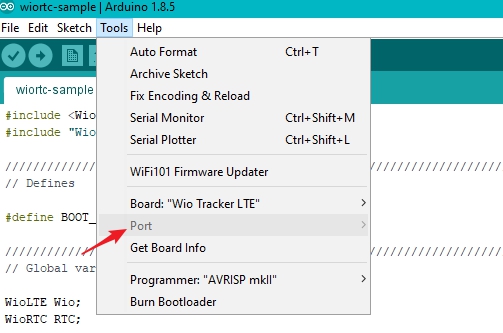 wiortc-sample | Arduino 1.8.5
File Edit Sketch Tools Help
wiortc-sample
Auto Format Ctrl+T
Archive Sketch
Fix Encoding & Reload
Serial Monitor Ctrl+Shift+M
Serial Plotter Ctrl+Shift+L
WiFi101 Firmware Updater
Board: "Wio Tracker LTE"
Port
Get Board Info
Programmer: "AVRISP mkII"
Burn Bootloader
#include <Wio
#include "Wio
// Defines
#define BOOT_
// Global var
WioLTE Wio;
WioRTC RTC;